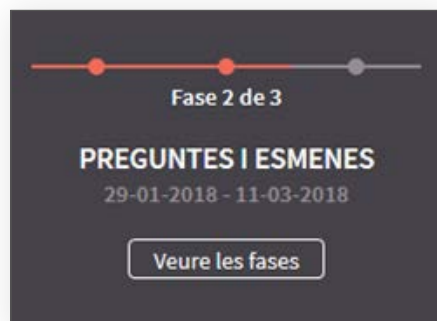 Fase 2 de 3
PREGUNTES I ESMENES
29-01-2018 - 11-03-2018
Veure les fases